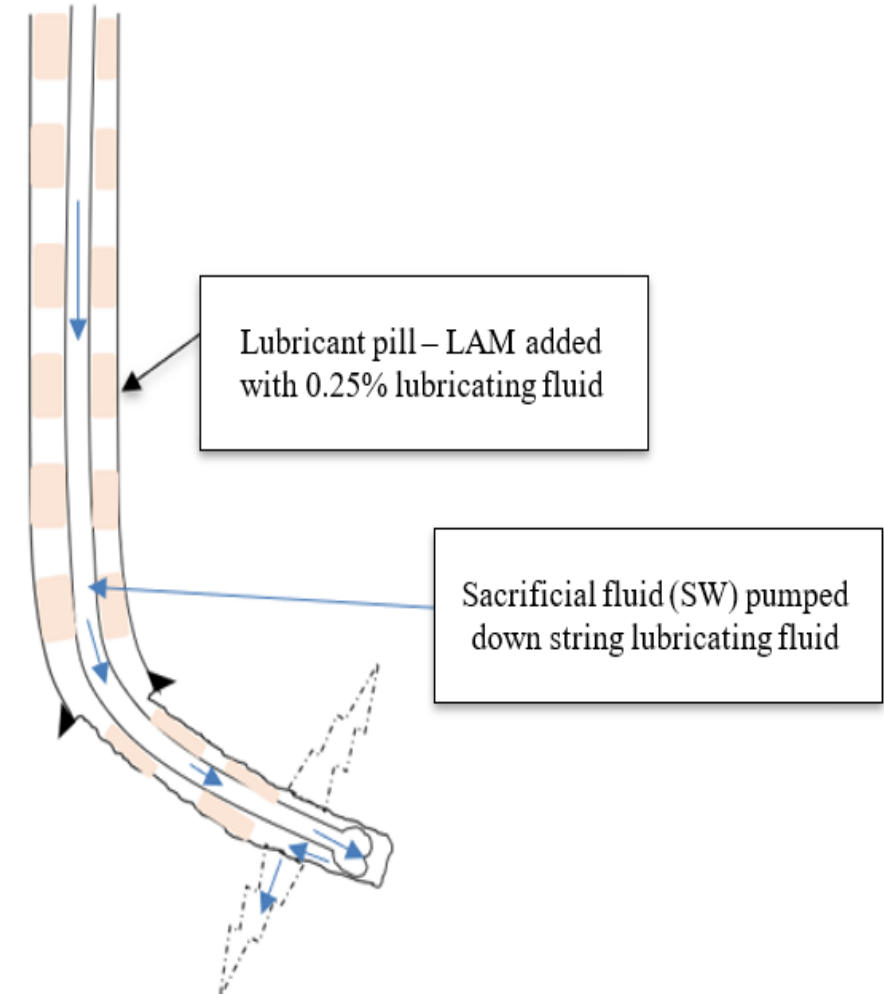 Lubricant pill – LAM added
with 0.25% lubricating fluid
Sacrificial fluid (SW) pumped
down string lubricating fluid